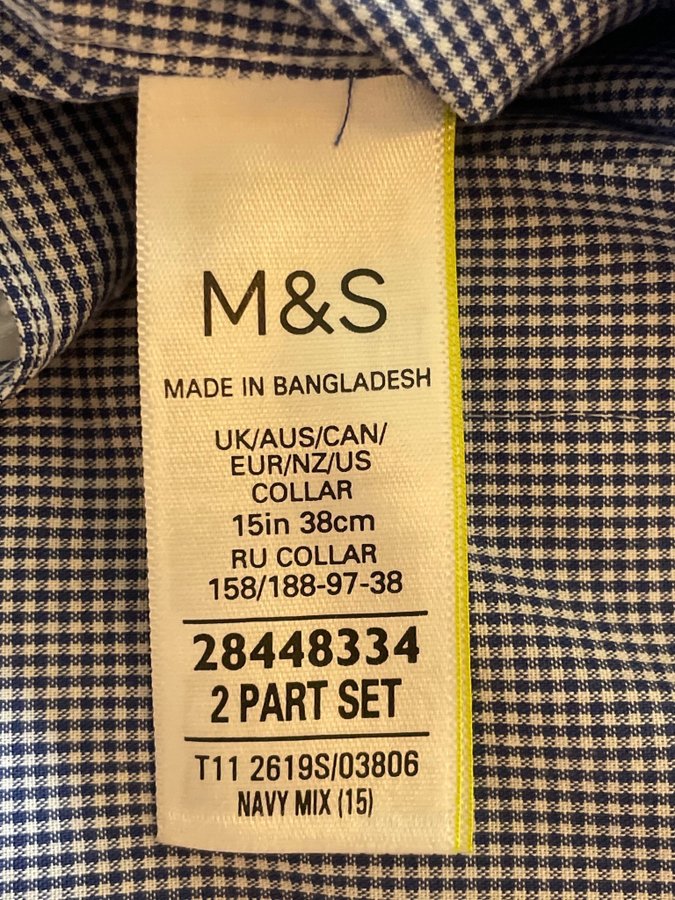 M&S
MADE IN BANGLADESH
UK/AUS/CAN/
EUR/NZ/US
COLLAR
15in 38cm
RU COLLAR
158/188-97-38
28448334
2 PART SET
T11 2619S/03806
NAVY MIX (15)